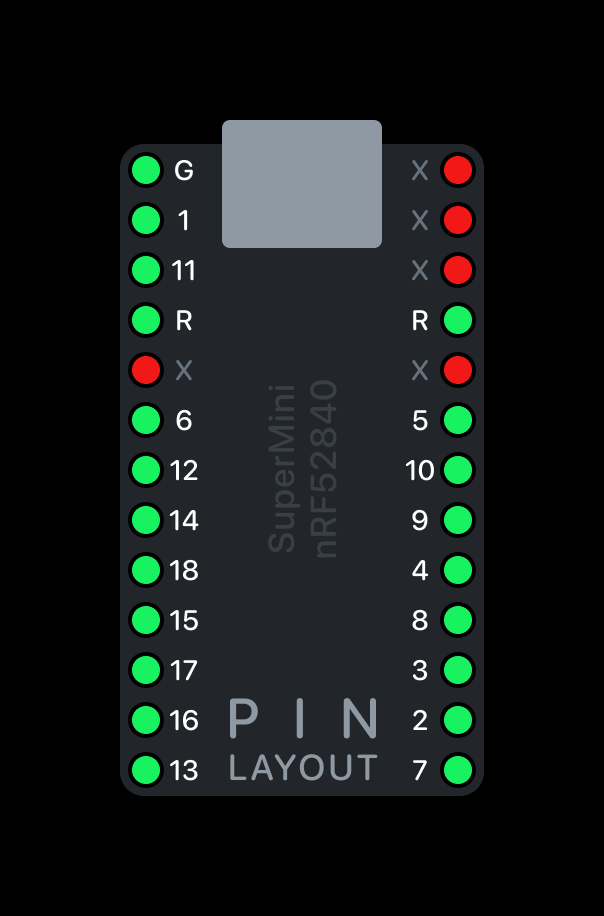 G X
1 X
11 X
R R
X X
6 5
12 10
14 9
18 4
15 8
17 3
16 2
13 7
SuperMini
nRF52840
PIN
LAYOUT